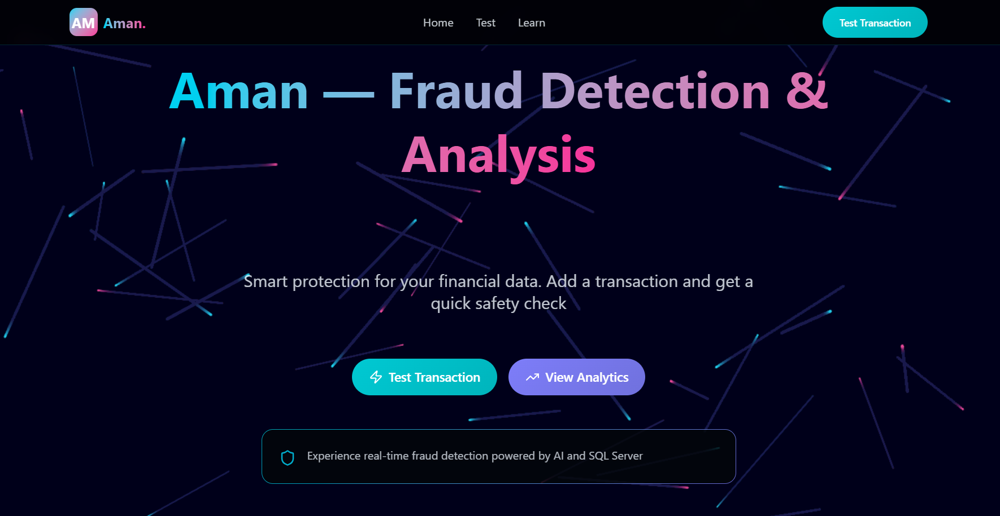 AM Aman.
Home Test Learn
Test Transaction
Aman — Fraud Detection &
Analysis
Smart protection for your financial data. Add a transaction and get a
quick safety check
Test Transaction
View Analytics
Experience real-time fraud detection powered by AI and SQL Server